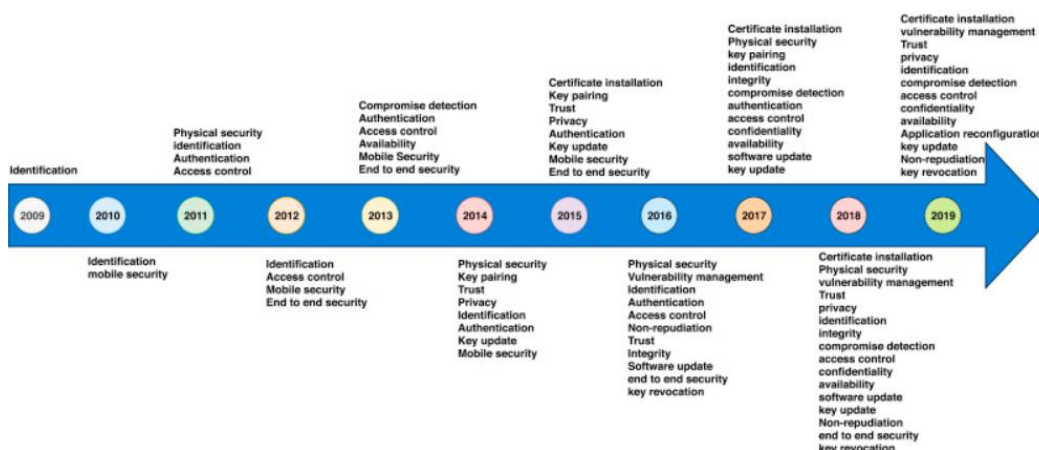 Identification
Physical security
identification
Authentication
Access control
Compromise detection
Authentication
Access control
Availability
Mobile Security
End to end security
Certificate installation
Key pairing
Trust
Privacy
Authentication
Key update
Mobile security
End to end security
Certificate installation
Physical security
key pairing
identification
integrity
compromise detection
authentication
access control
confidentiality
availability
software update
key update
Certificate installation
vulnerability management
Trust
privacy
identification
compromise detection
access control
confidentiality
availability
Application reconfiguration
key update
Non-repudiation
key revocation
2009
2010
2011
2012
2013
2014
2015
2016
2017
2018
2019
Identification
mobile security
Identification
Access control
Mobile security
End to end security
Physical security
Key pairing
Trust
Privacy
Identification
Authentication
Key update
Mobile security
Physical security
Vulnerability management
Identification
Authentication
Access control
Non-repudiation
Trust
Integrity
Software update
end to end security
key revocation
Certificate installation
Physical security
vulnerability management
Trust
privacy
identification
integrity
compromise detection
access control
confidentiality
availability
software update
key update
Non-repudiation
end to end security
key revocation